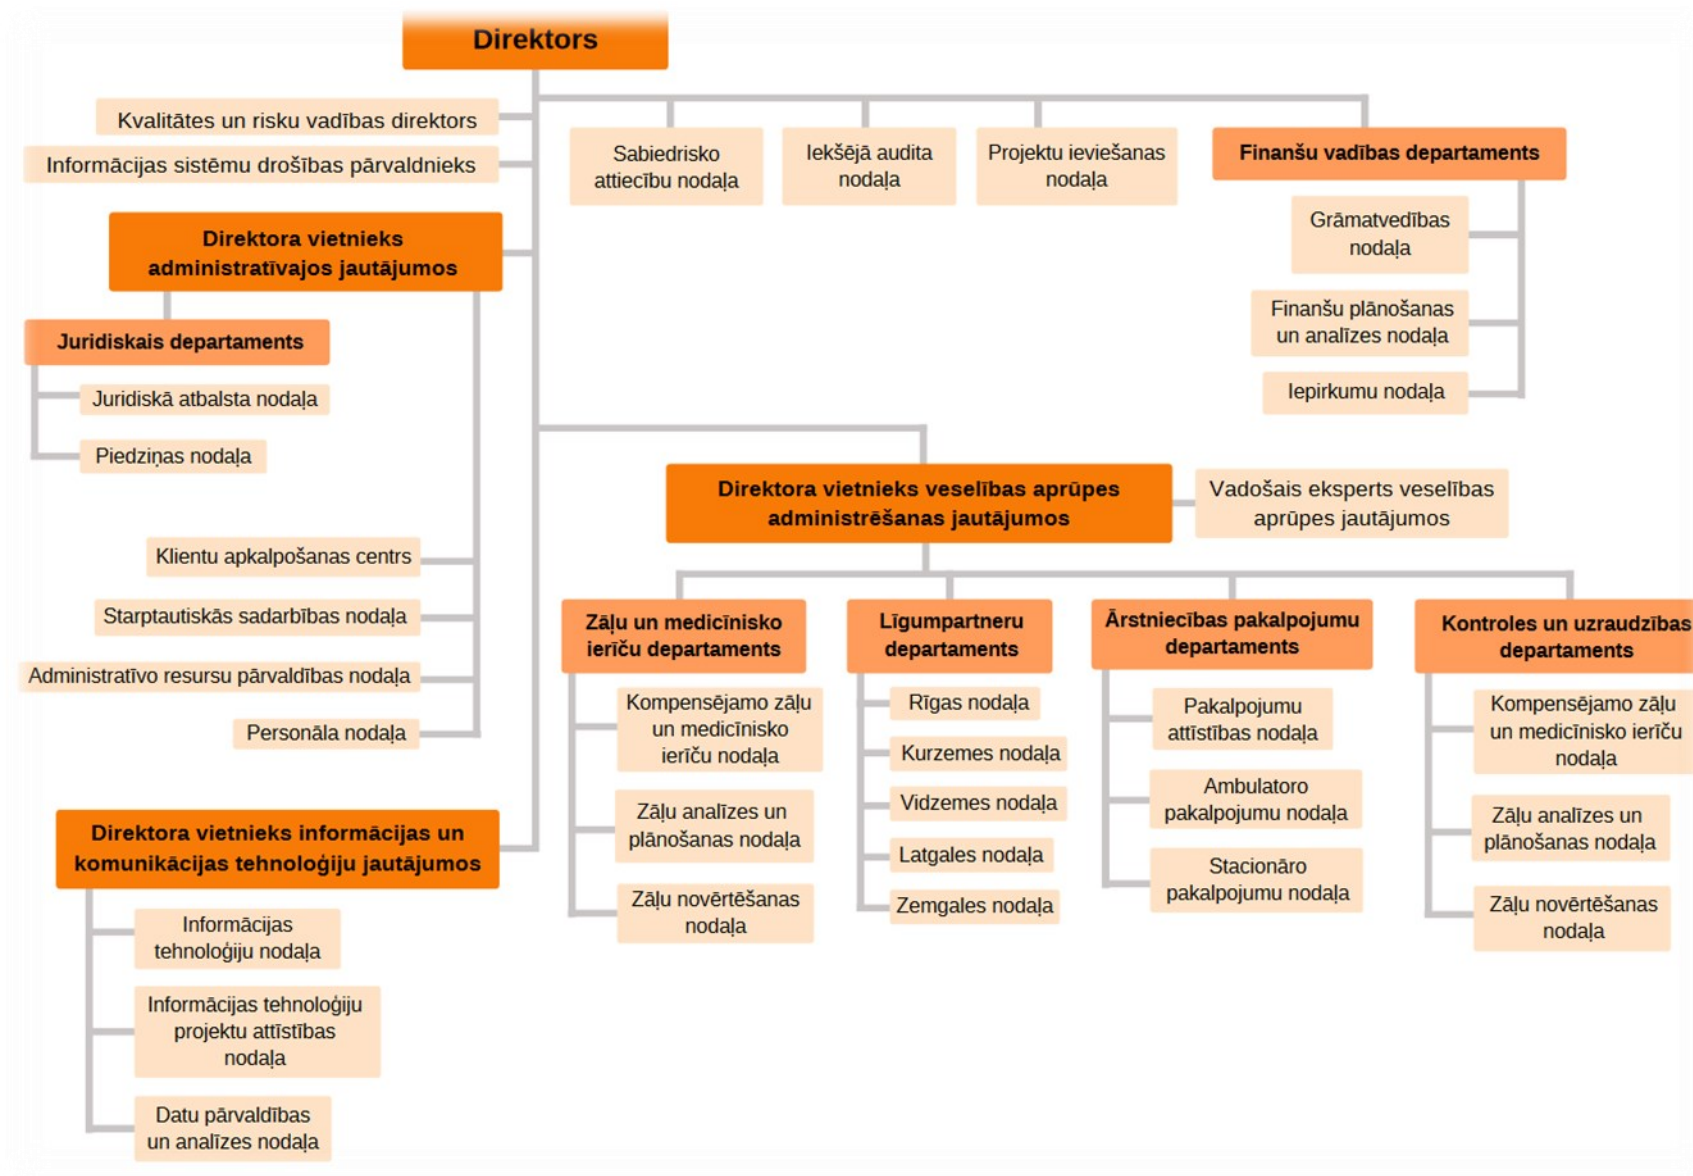 Direktors
Kvalitātes un risku vadības direktors
Informācijas sistēmu drošības pārvaldnieks
Sabiedrisko
attiecību nodaļa
Iekšējā audita
nodaļa
Projektu ieviešanas
nodaļa
Finanšu vadības departaments
Grāmatvedības
nodaļa
Finanšu plānošanas
un analīzes nodaļa
Iepirkumu nodaļa
Direktora vietnieks
administratīvajos jautājumos
Juridiskais departaments
Juridiskā atbalsta nodaļa
Piedziņas nodaļa
Klientu apkalpošanas centrs
Starptautiskās sadarbības nodaļa
Administratīvo resursu pārvaldības nodaļa
Personāla nodaļa
Direktora vietnieks veselības aprūpes
administrēšanas jautājumos
Vadošais eksperts veselības
aprūpes jautājumos
Zāļu un medicīnisko
ierīču departaments
Kompensējamo zāļu
un medicīnisko
ierīču nodaļa
Zāļu analīzes un
plānošanas nodaļa
Zāļu novērtēšanas
nodaļa
Līgumpartneru
departaments
Rīgas nodaļa
Kurzemes nodaļa
Vidzemes nodaļa
Latgales nodaļa
Zemgales nodaļa
Ārstniecības pakalpojumu
departaments
Pakalpojumu
attīstības nodaļa
Ambulatoro
pakalpojumu nodaļa
Stacionāro
pakalpojumu nodaļa
Kontroles un uzraudzības
departaments
Kompensējamo zāļu
un medicīnisko ierīču
nodaļa
Zāļu analīzes un
plānošanas nodaļa
Zāļu novērtēšanas
nodaļa
Direktora vietnieks informācijas un
komunikācijas tehnoloģiju jautājumos
Informācijas
tehnoloģiju nodaļa
Informācijas tehnoloģiju
projektu attīstības
nodaļa
Datu pārvaldības
un analīzes nodaļa